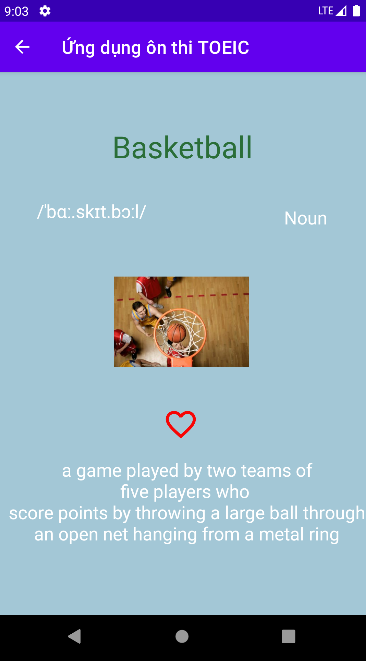 9:03
LTE
Ứng dụng ôn thi TOEIC
Basketball
/ˈbɑː.skɪt.bɔːl/
Noun
a game played by two teams of
five players who
score points by throwing a large ball through
an open net hanging from a metal ring